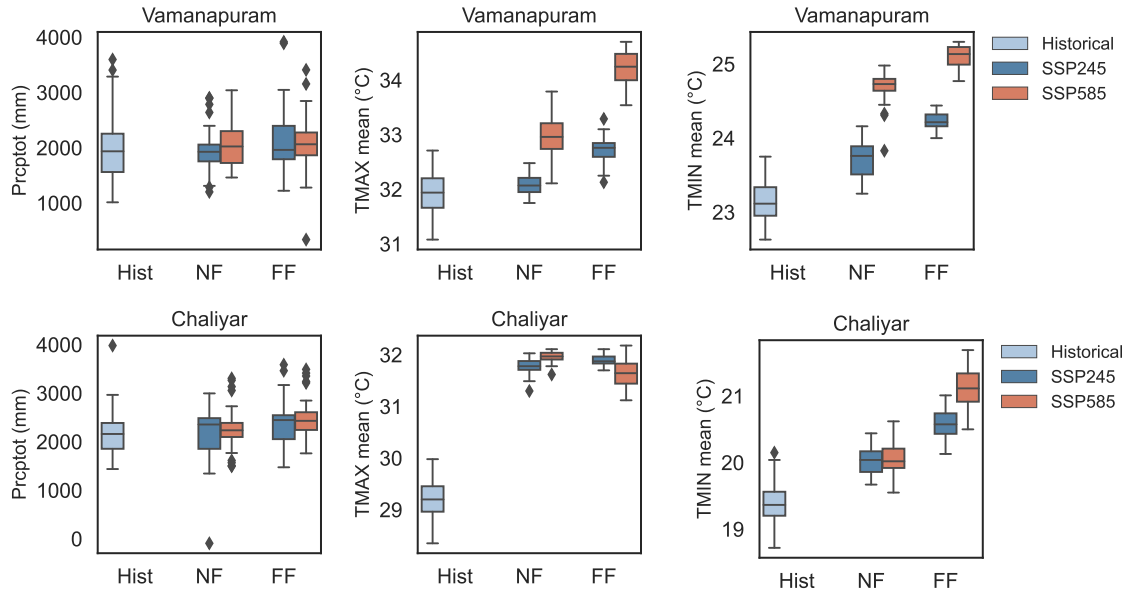 Vamanapuram
Vamanapuram
Vamanapuram
Prcptot (mm)
4000
3000
2000
1000
Hist NF FF
TMAX mean (°C)
34
33
32
31
Hist NF FF
TMIN mean (°C)
25
24
23
Hist NF FF
Historical
SSP245
SSP585
Chaliyar
Chaliyar
Chaliyar
Prcptot (mm)
4000
3000
2000
1000
0
Hist NF FF
TMAX mean (°C)
32
31
30
29
Hist NF FF
TMIN mean (°C)
21
20
19
Hist NF FF
Historical
SSP245
SSP585